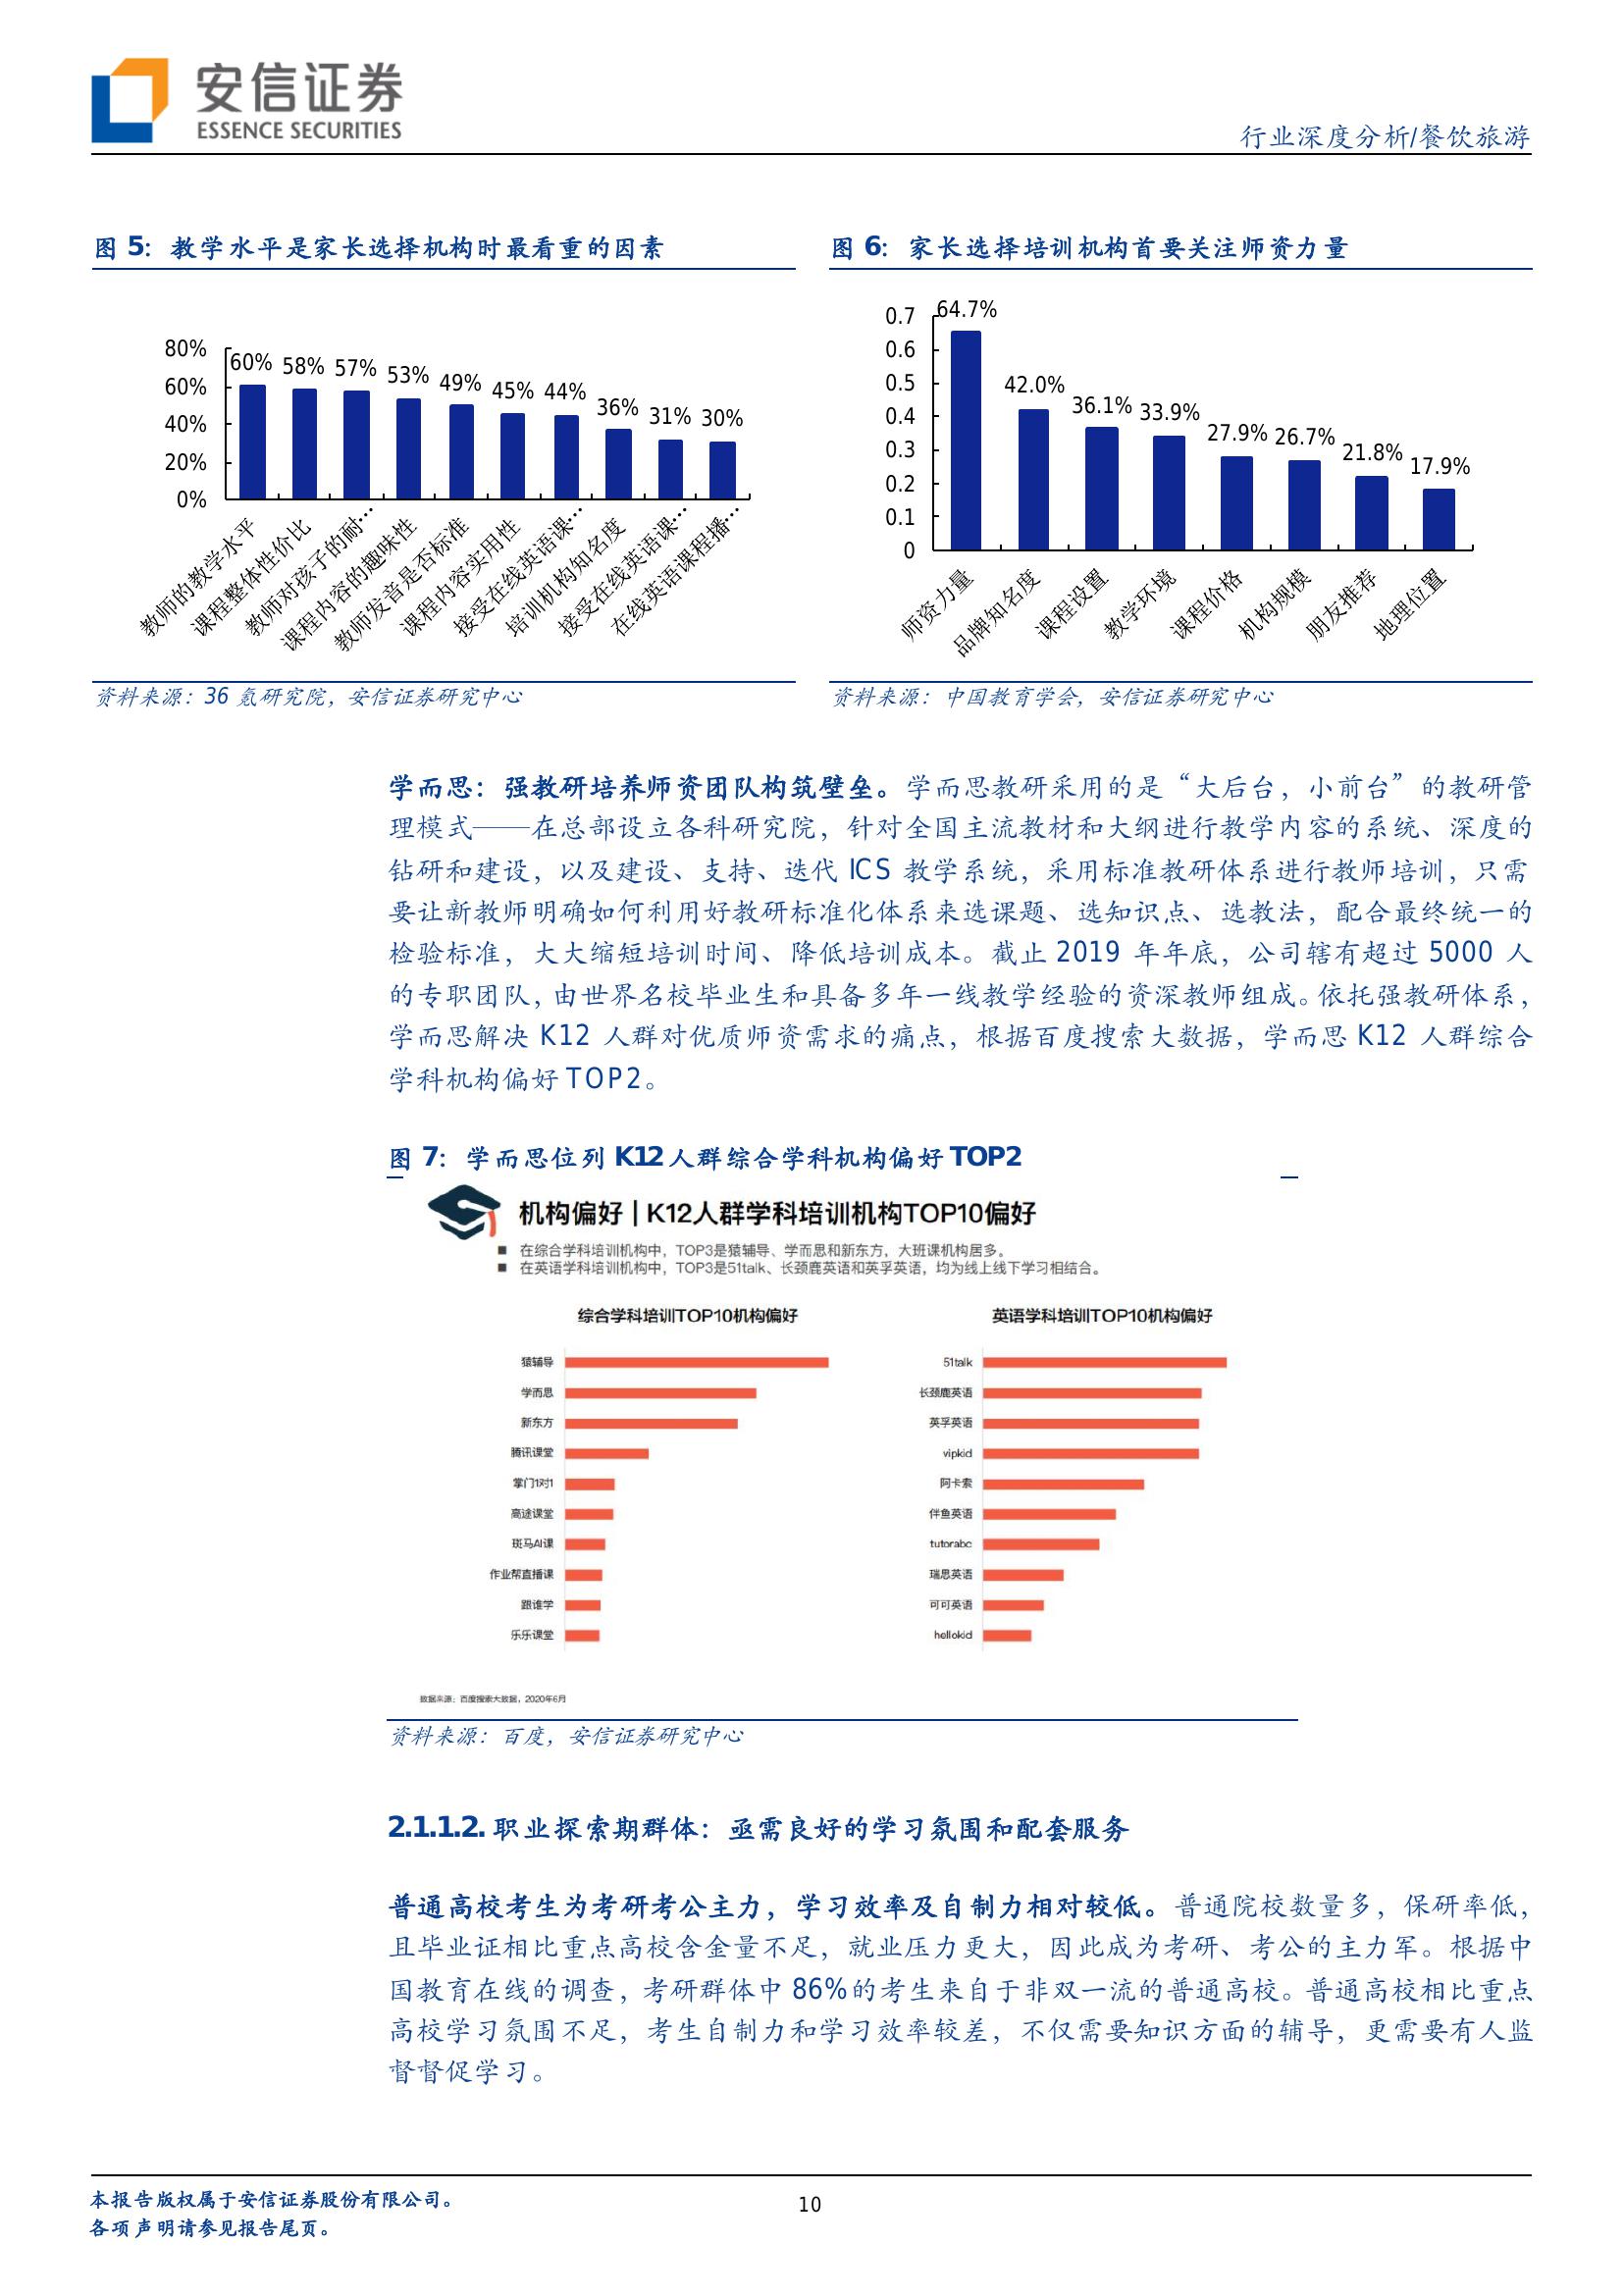 安信证券
ESSENCE SECURITIES
行业深度分析/餐饮旅游
图 5：教学水平是家长选择机构时最看重的因素
80%
60%
40%
20%
0%
60% 58% 57% 53% 49% 45% 44% 36% 31% 30%
教师的教学水平
课程整体性价比
教师对孩子的耐…
课程内容的趣味性
教师发音是否标准
课程内容实用性
接受在线英语课…
培训机构知名度
接受在线英语课…
在线英语课程播…
资料来源：36 氪研究院，安信证券研究中心
图 6：家长选择培训机构首要关注师资力量
0.7
0.6
0.5
0.4
0.3
0.2
0.1
0
64.7% 42.0% 36.1% 33.9% 27.9% 26.7% 21.8% 17.9%
师资力量
品牌知名度
课程设置
教学环境
课程价格
机构规模
朋友推荐
地理位置
资料来源：中国教育学会，安信证券研究中心
学而思：强教研培养师资团队构筑壁垒。学而思教研采用的是“大后台，小前台”的教研管
理模式——在总部设立各科研究院，针对全国主流教材和大纲进行教学内容的系统、深度的
钻研和建设，以及建设、支持、迭代 ICS 教学系统，采用标准教研体系进行教师培训，只需
要让新教师明确如何利用好教研标准化体系来选课题、选知识点、选教法，配合最终统一的
检验标准，大大缩短培训时间、降低培训成本。截止 2019 年年底，公司辖有超过 5000 人
的专职团队，由世界名校毕业生和具备多年一线教学经验的资深教师组成。依托强教研体系，
学而思解决 K12 人群对优质师资需求的痛点，根据百度搜索大数据，学而思 K12 人群综合
学科机构偏好 TOP2。
图 7：学而思位列 K12 人群综合学科机构偏好 TOP2
机构偏好 | K12人群学科培训机构TOP10偏好
■ 在综合学科培训机构中，TOP3是猿辅导、学而思和新东方，大班课机构居多。
■ 在英语学科培训机构中，TOP3是51talk、长颈鹿英语和英孚英语，均为线上线下学习相结合。
综合学科培训TOP10机构偏好
猿辅导
学而思
新东方
腾讯课堂
掌门1对1
高途课堂
斑马AI课
作业帮直播课
跟谁学
乐乐课堂
英语学科培训TOP10机构偏好
51talk
长颈鹿英语
英孚英语
vipkid
阿卡索
伴鱼英语
tutorabc
瑞思英语
可可英语
hellokid
数据来源：百度搜索大数据，2020年6月
资料来源：百度，安信证券研究中心
2.1.1.2. 职业探索期群体：亟需良好的学习氛围和配套服务
普通高校考生为考研考公主力，学习效率及自制力相对较低。普通院校数量多，保研率低，
且毕业证相比重点高校含金量不足，就业压力更大，因此成为考研、考公的主力军。根据中
国教育在线的调查，考研群体中 86%的考生来自于非双一流的普通高校。普通高校相比重点
高校学习氛围不足，考生自制力和学习效率较差，不仅需要知识方面的辅导，更需要有人监
督督促学习。
本报告版权属于安信证券股份有限公司。
各项声明请参见报告尾页。
10